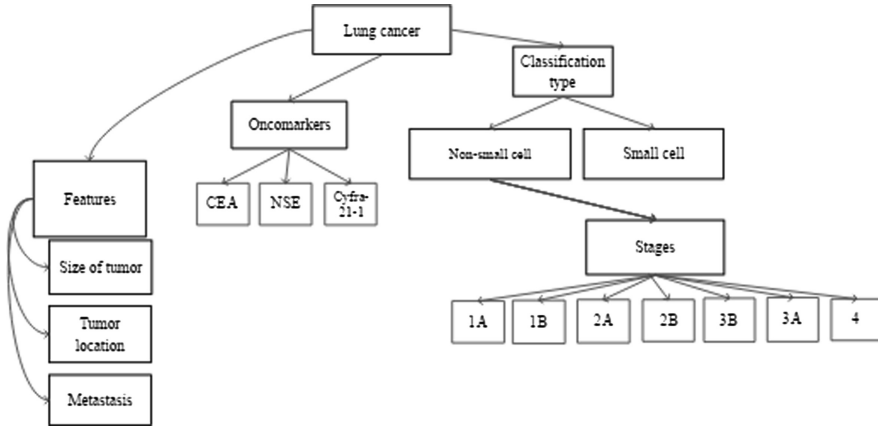 Lung cancer
Classification
type
Oncomarkers
Non-small cell
Small cell
Features
CEA
NSE
Cyfra-
21-1
Stages
Size of tumor
1A
1B
2A
2B
3B
3A
4
Tumor
location
Metastasis